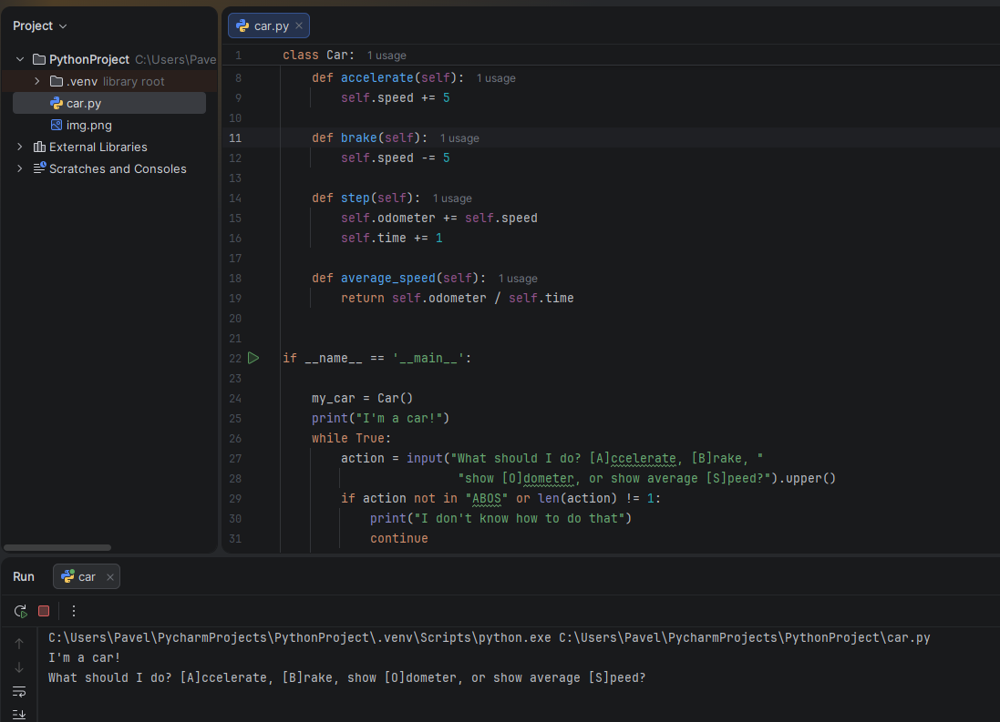 Project
PythonProject C:\Users\Pave
.venv library root
car.py
img.png
External Libraries
Scratches and Consoles
car.py
1 class Car: 1 usage
8 def accelerate(self): 1 usage
9 self.speed += 5
10
11 def brake(self): 1 usage
12 self.speed -= 5
13
14 def step(self): 1 usage
15 self.odometer += self.speed
16 self.time += 1
17
18 def average_speed(self): 1 usage
19 return self.odometer / self.time
20
21
22 if __name__ == '__main__':
23
24 my_car = Car()
25 print("I'm a car!")
26 while True:
27 action = input("What should I do? [A]ccelerate, [B]rake, "
28 "show [O]dometer, or show average [S]peed?").upper()
29 if action not in "ABOS" or len(action) != 1:
30 print("I don't know how to do that")
31 continue
Run car
C:\Users\Pavel\PycharmProjects\PythonProject\.venv\Scripts\python.exe C:\Users\Pavel\PycharmProjects\PythonProject\car.py
I'm a car!
What should I do? [A]ccelerate, [B]rake, show [O]dometer, or show average [S]peed?